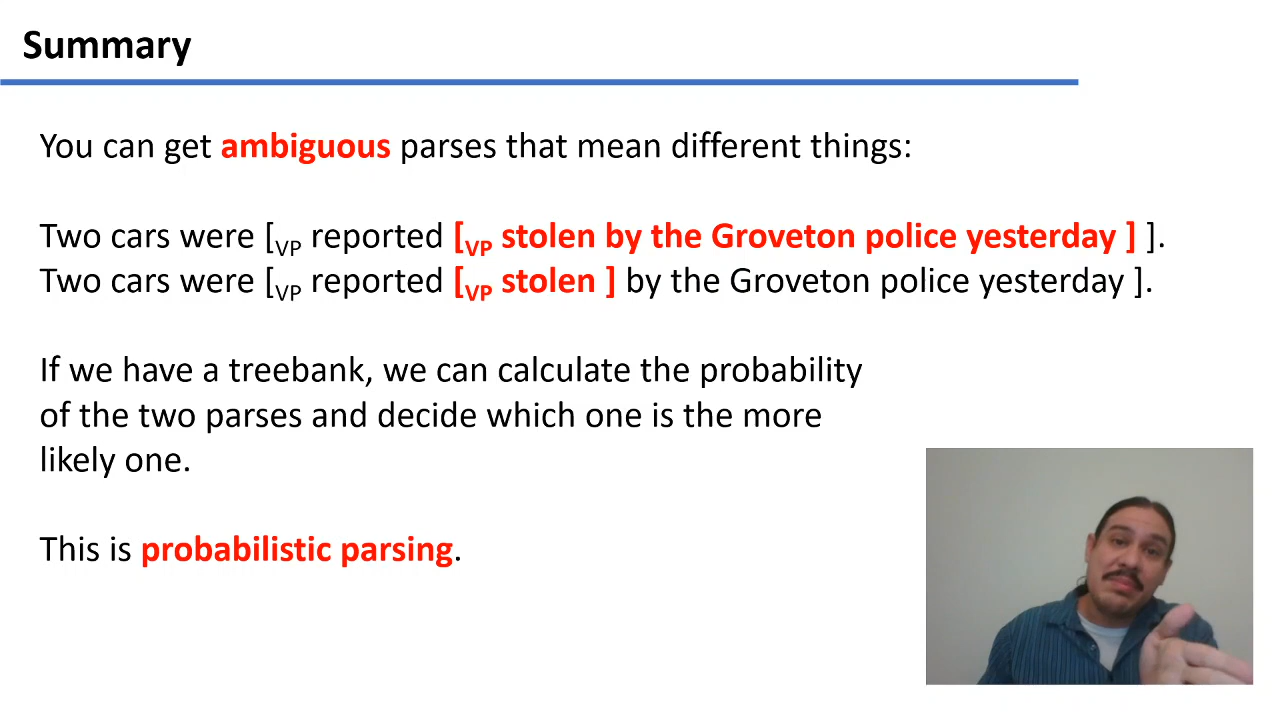 Summary
You can get ambiguous parses that mean different things:
Two cars were [VP reported [VP stolen by the Groveton police yesterday ] ].
Two cars were [VP reported [VP stolen ] by the Groveton police yesterday ].
If we have a treebank, we can calculate the probability
of the two parses and decide which one is the more
likely one.
This is probabilistic parsing.